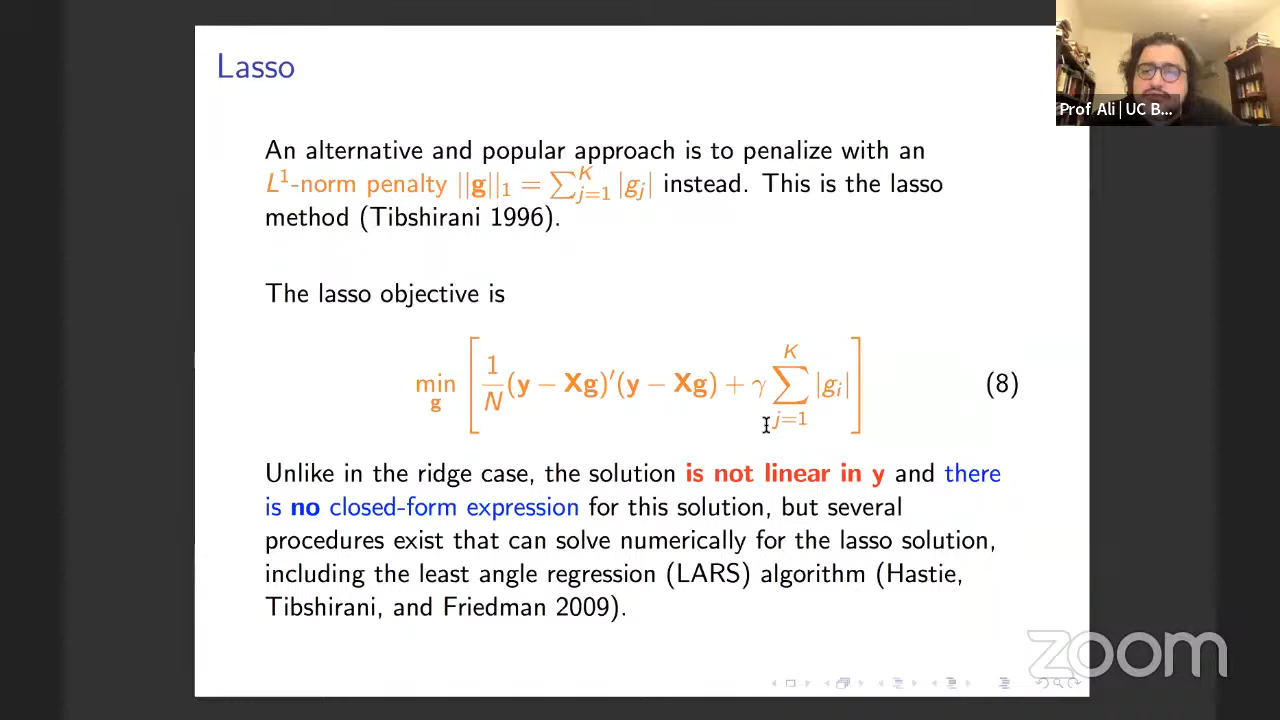 Lasso
Prof Ali | UC B...
An alternative and popular approach is to penalize with an
L¹-norm penalty ||g||₁ = ∑ᴷⱼ₌₁ |gⱼ| instead. This is the lasso
method (Tibshirani 1996).
The lasso objective is
min_g [ 1/N (y − Xg)′(y − Xg) + γ ∑ᴷⱼ₌₁ |gᵢ| ] (8)
Unlike in the ridge case, the solution is not linear in y and there
is no closed-form expression for this solution, but several
procedures exist that can solve numerically for the lasso solution,
including the least angle regression (LARS) algorithm (Hastie,
Tibshirani, and Friedman 2009).
zoom